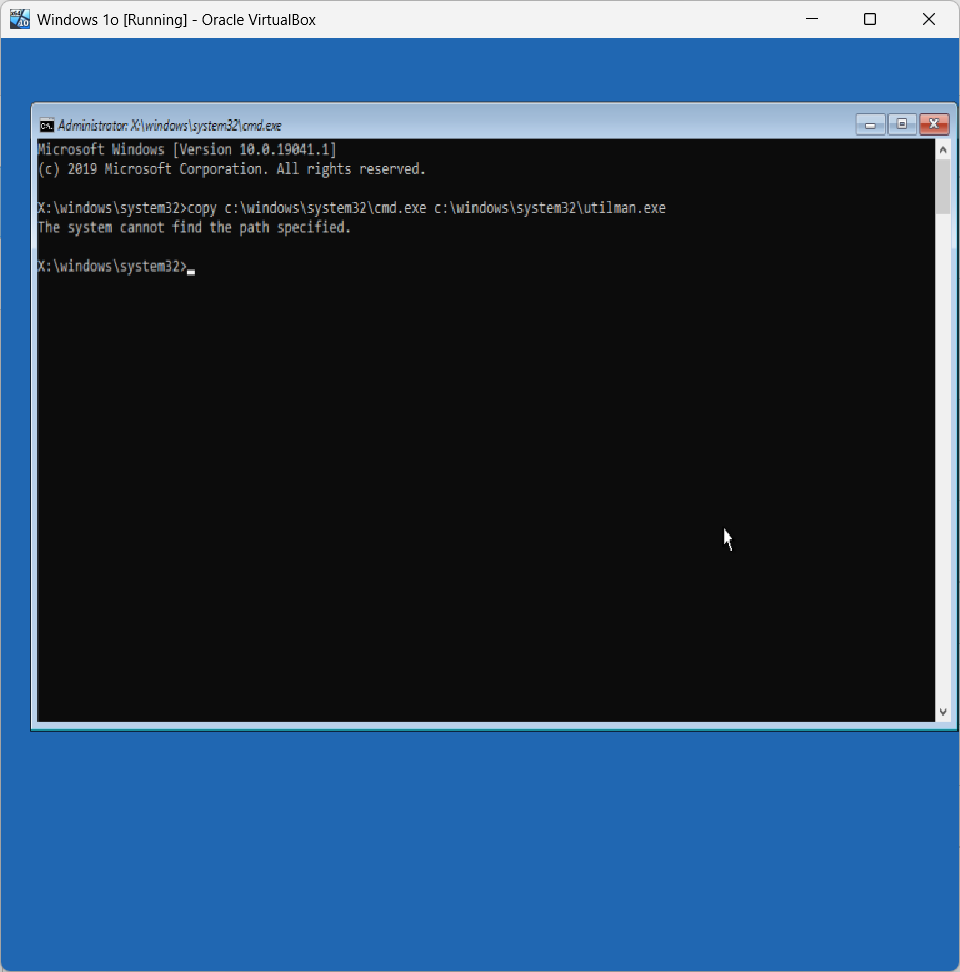 Windows 1o [Running] - Oracle VirtualBox
Administrator: X:\windows\system32\cmd.exe
Microsoft Windows [Version 10.0.19041.1]
(c) 2019 Microsoft Corporation. All rights reserved.
X:\windows\system32>copy c:\windows\system32\cmd.exe c:\windows\system32\utilman.exe
The system cannot find the path specified.
X:\windows\system32>